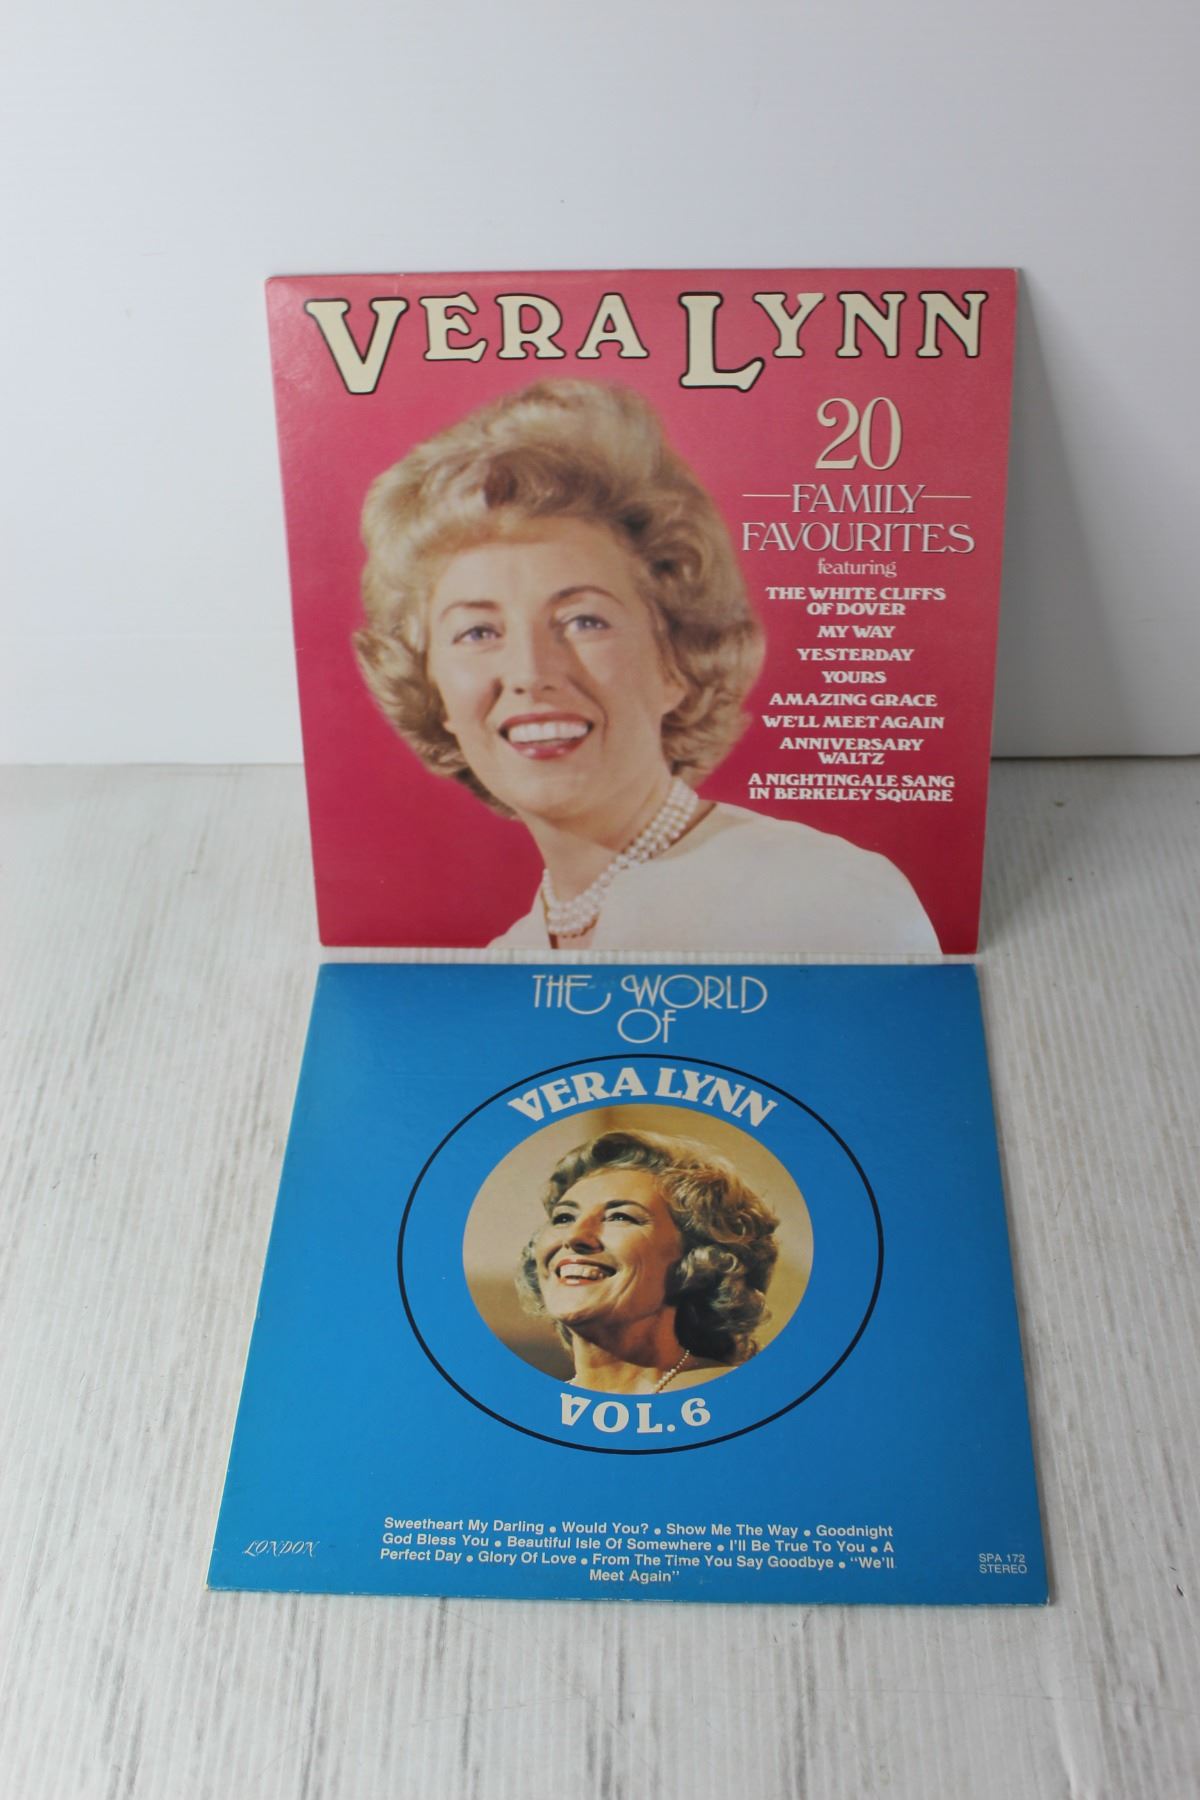 VERA LYNN
20
FAMILY
FAVOURITES
featuring
THE WHITE CLIFFS
OF DOVER
MY WAY
YESTERDAY
YOURS
AMAZING GRACE
WE'LL MEET AGAIN
ANNIVERSARY
WALTZ
A NIGHTINGALE SANG
IN BERKELEY SQUARE
THE WORLD
OF
VERA LYNN
VOL. 6
Sweetheart My Darling • Would You? • Show Me The Way • Goodnight
God Bless You • Beautiful Isle Of Somewhere • I'll Be True To You • A
Perfect Day • Glory Of Love • From The Time You Say Goodbye • "We'll
Meet Again"
LONDON
SPA 172
STEREO